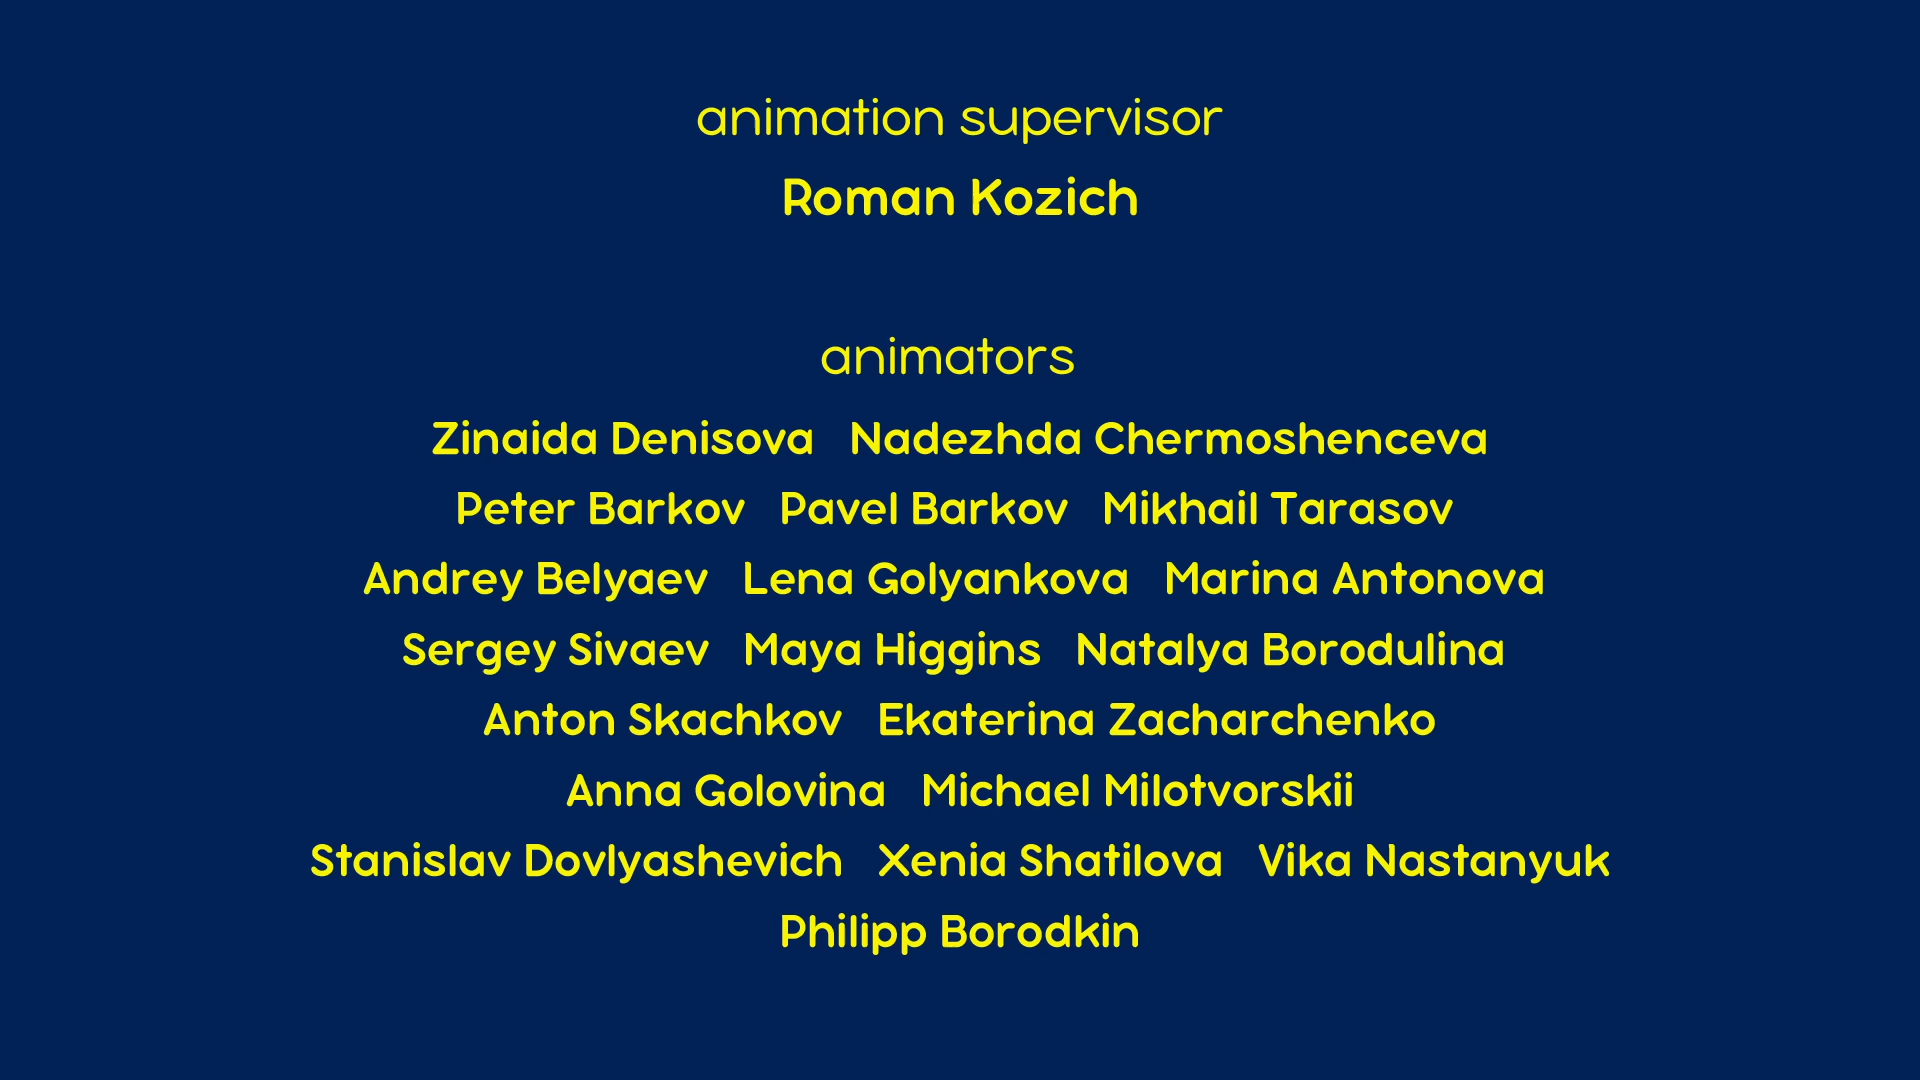 animation supervisor
Roman Kozich
animators
Zinaida Denisova Nadezhda Chermoshenceva
Peter Barkov Pavel Barkov Mikhail Tarasov
Andrey Belyaev Lena Golyankova Marina Antonova
Sergey Sivaev Maya Higgins Natalya Borodulina
Anton Skachkov Ekaterina Zacharchenko
Anna Golovina Michael Milotvorskii
Stanislav Dovlyashevich Xenia Shatilova Vika Nastanyuk
Philipp Borodkin